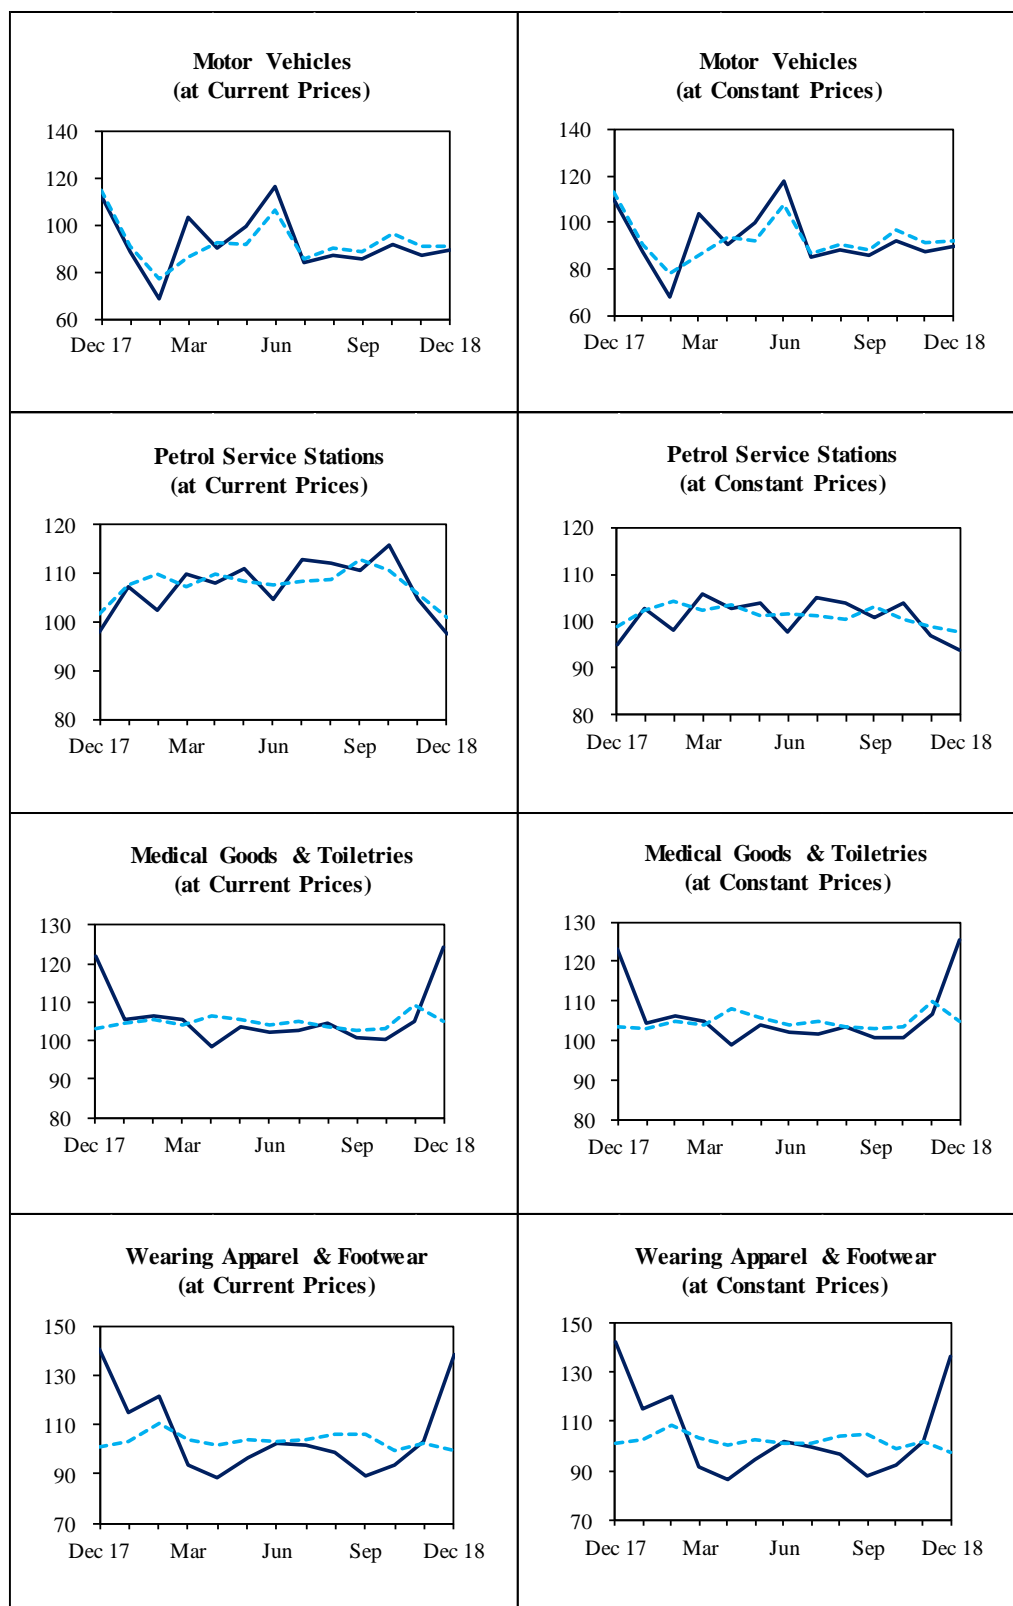 Motor Vehicles
(at Current Prices)
140
120
100
80
60
Dec 17 Mar Jun Sep Dec 18
Motor Vehicles
(at Constant Prices)
140
120
100
80
60
Dec 17 Mar Jun Sep Dec 18
Petrol Service Stations
(at Current Prices)
120
110
100
90
80
Dec 17 Mar Jun Sep Dec 18
Petrol Service Stations
(at Constant Prices)
120
110
100
90
80
Dec 17 Mar Jun Sep Dec 18
Medical Goods & Toiletries
(at Current Prices)
130
120
110
100
90
80
Dec 17 Mar Jun Sep Dec 18
Medical Goods & Toiletries
(at Constant Prices)
130
120
110
100
90
80
Dec 17 Mar Jun Sep Dec 18
Wearing Apparel & Footwear
(at Current Prices)
150
130
110
90
70
Dec 17 Mar Jun Sep Dec 18
Wearing Apparel & Footwear
(at Constant Prices)
150
130
110
90
70
Dec 17 Mar Jun Sep Dec 18